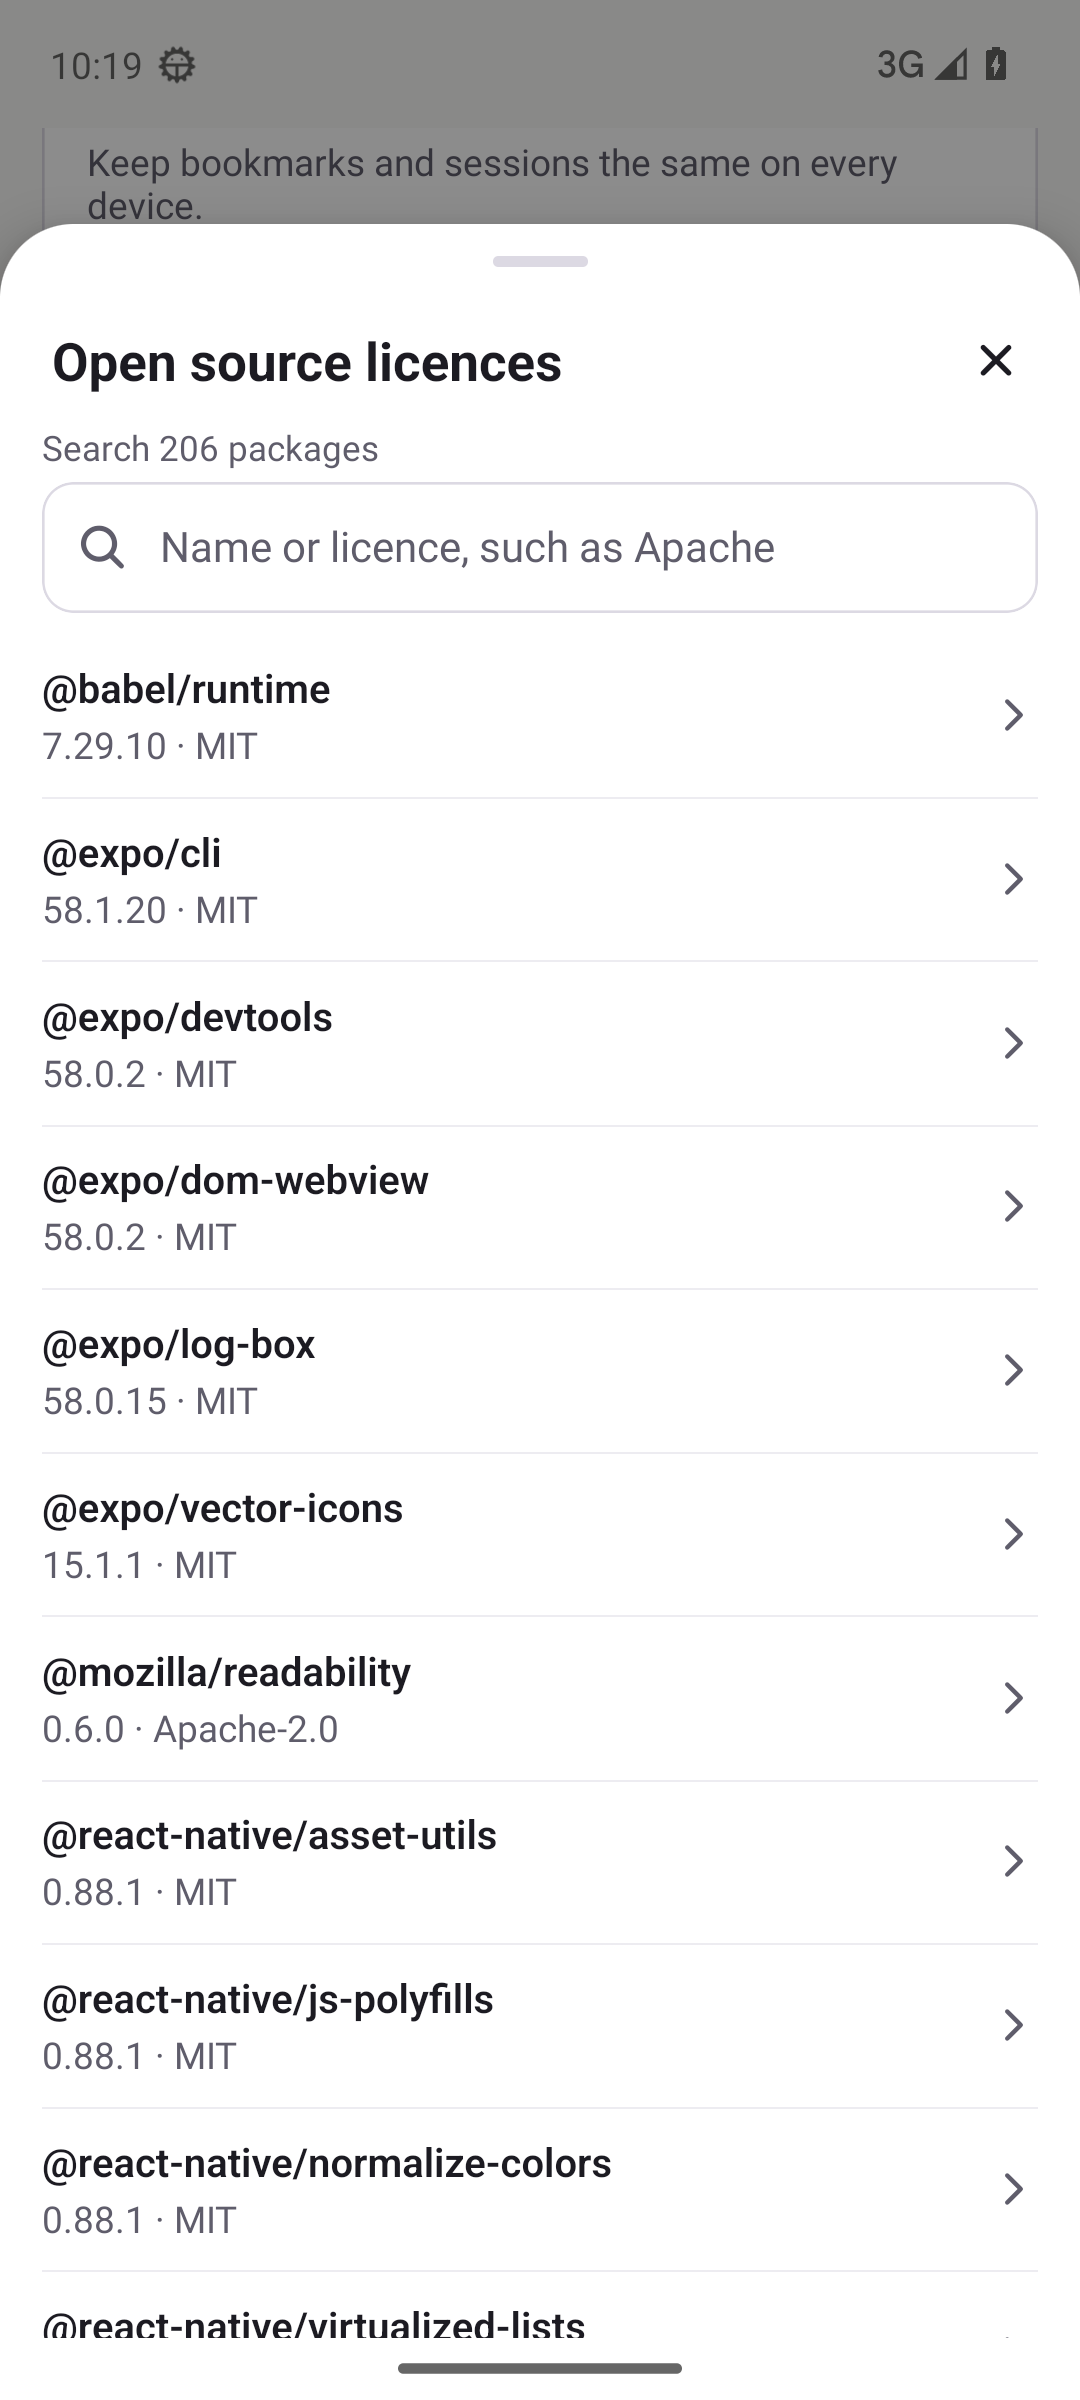 10:19
3G
Keep bookmarks and sessions the same on every
device.
Open source licences
Search 206 packages
Name or licence, such as Apache
@babel/runtime
7.29.10 · MIT
@expo/cli
58.1.20 · MIT
@expo/devtools
58.0.2 · MIT
@expo/dom-webview
58.0.2 · MIT
@expo/log-box
58.0.15 · MIT
@expo/vector-icons
15.1.1 · MIT
@mozilla/readability
0.6.0 · Apache-2.0
@react-native/asset-utils
0.88.1 · MIT
@react-native/js-polyfills
0.88.1 · MIT
@react-native/normalize-colors
0.88.1 · MIT
@react-native/virtualized-lists